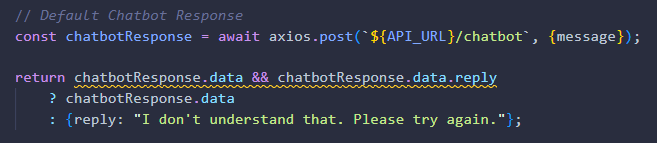 // Default Chatbot Response
const chatbotResponse = await axios.post(`${API_URL}/chatbot`, {message});
return chatbotResponse.data && chatbotResponse.data.reply
? chatbotResponse.data
: {reply: "I don't understand that. Please try again."};